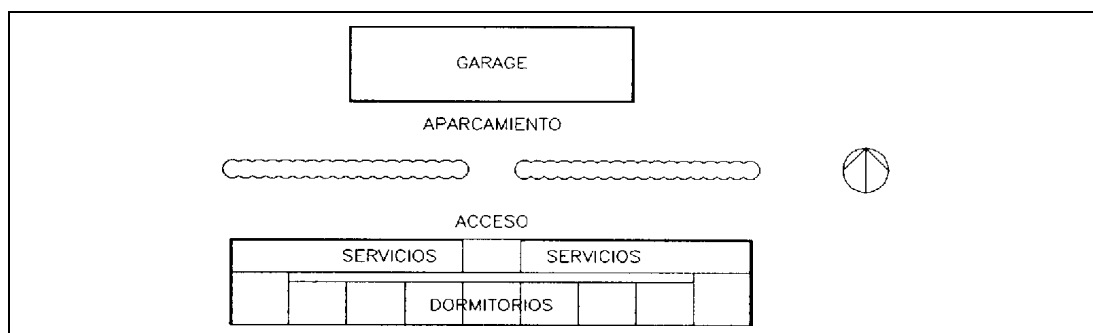 GARAGE
APARCAMIENTO
ACCESO
SERVICIOS SERVICIOS
DORMITORIOS